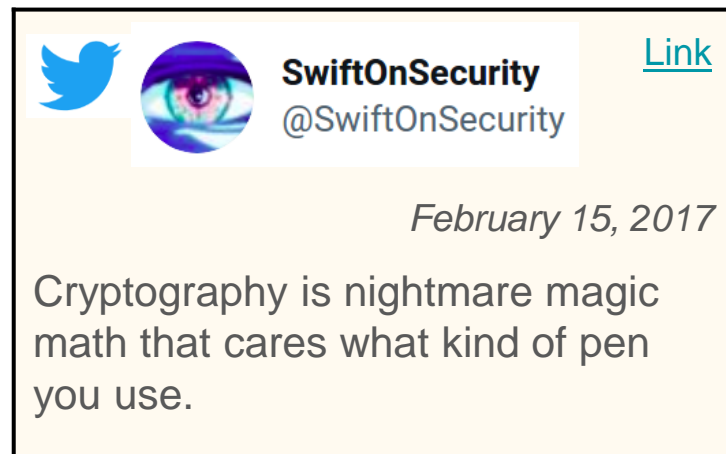 SwiftOnSecurity
Link
@SwiftOnSecurity
February 15, 2017
Cryptography is nightmare magic
math that cares what kind of pen
you use.